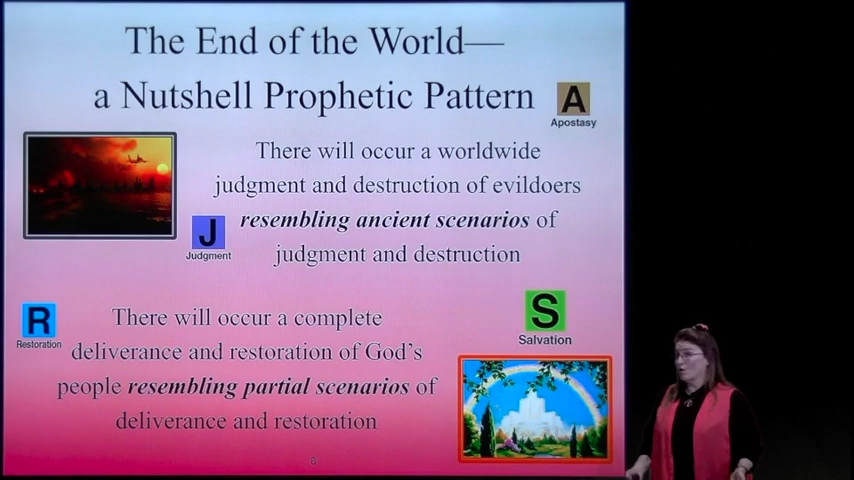 The End of the World—
a Nutshell Prophetic Pattern
A
Apostasy
There will occur a worldwide
judgment and destruction of evildoers
resembling ancient scenarios of
judgment and destruction
J
Judgment
R
Restoration
There will occur a complete
deliverance and restoration of God's
people resembling partial scenarios of
deliverance and restoration
S
Salvation
8